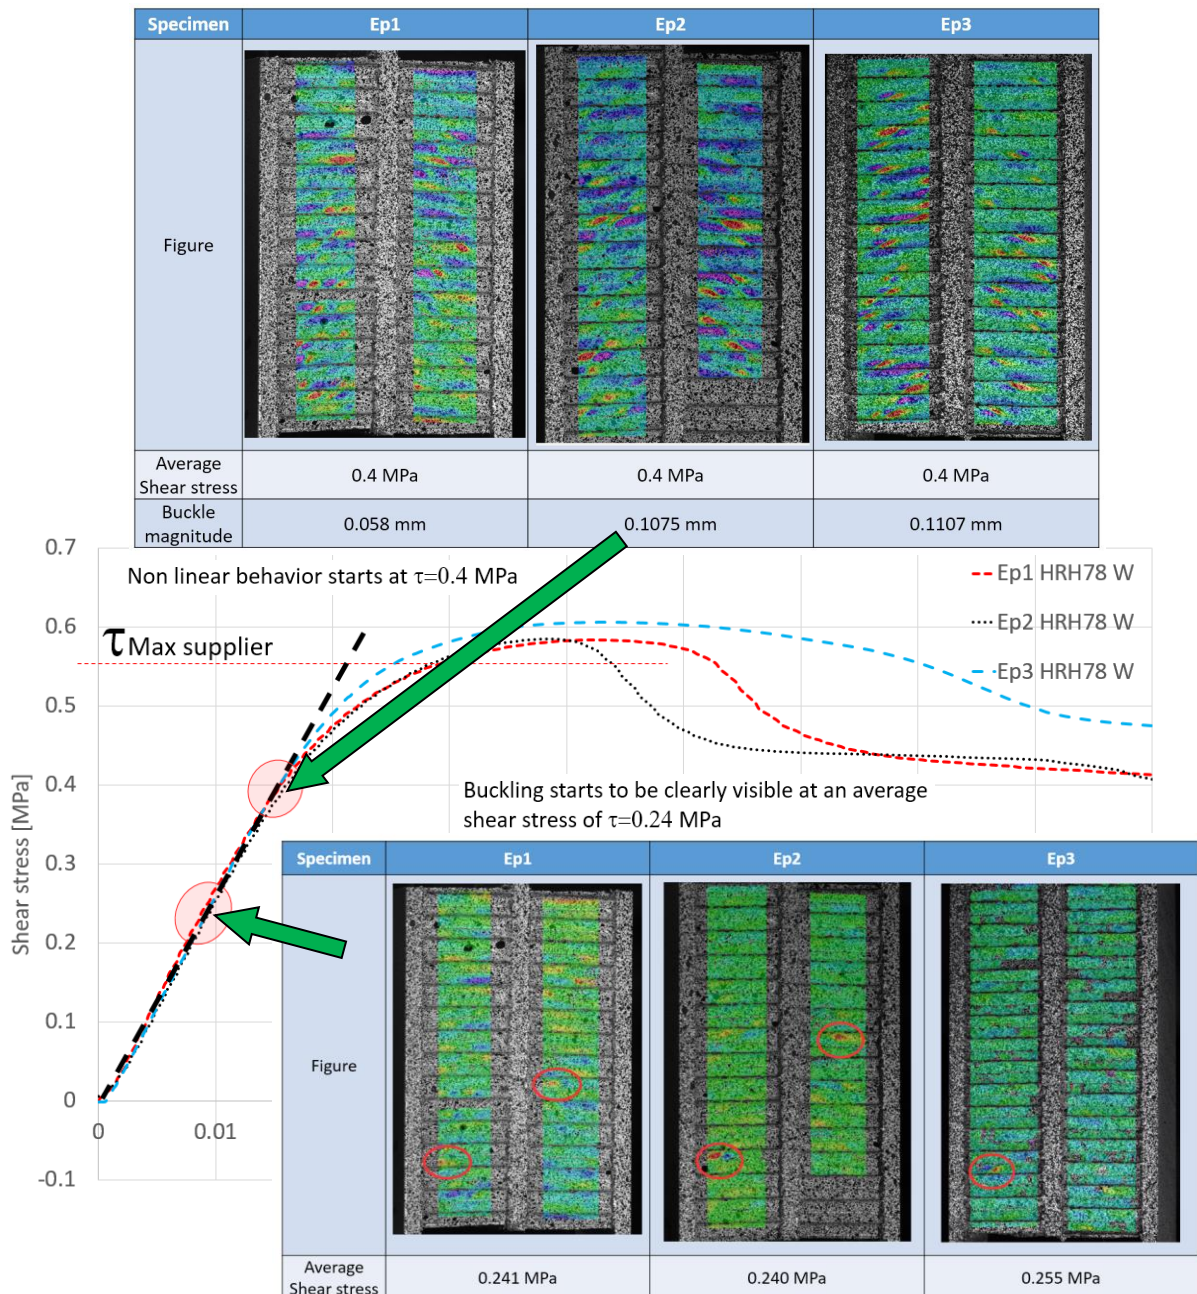 Specimen Ep1 Ep2 Ep3
Figure
Average
Shear stress
0.4 MPa 0.4 MPa 0.4 MPa
Buckle
magnitude
0.058 mm 0.1075 mm 0.1107 mm
0.7
Non linear behavior starts at τ=0.4 MPa
Ep1 HRH78 W
0.6
τMax supplier
Ep2 HRH78 W
Ep3 HRH78 W
0.5
0.4
Buckling starts to be clearly visible at an average
shear stress of τ=0.24 MPa
Shear stress [MPa]
0.3
0.2
0.1
0
-0.1
0 0.01
Specimen Ep1 Ep2 Ep3
Figure
Average
Shear stress
0.241 MPa 0.240 MPa 0.255 MPa